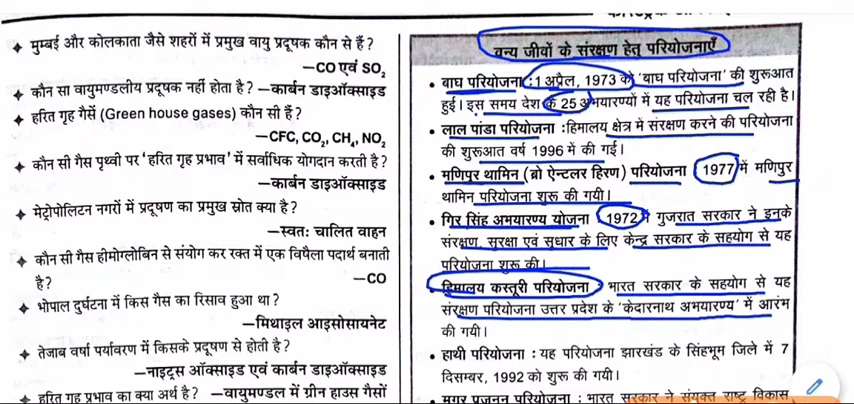 ✦ मुम्बई और कोलकाता जैसे शहरों में प्रमुख वायु प्रदूषक कौन से हैं?
—CO एवं SO₂
✦ कौन सा वायुमण्डलीय प्रदूषक नहीं होता है? —कार्बन डाइऑक्साइड
✦ हरित गृह गैसें (Green house gases) कौन सी हैं?
—CFC, CO₂, CH₄, NO₂
✦ कौन सी गैस पृथ्वी पर 'हरित गृह प्रभाव' में सर्वाधिक योगदान करती है?
—कार्बन डाइऑक्साइड
✦ मेट्रोपोलिटन नगरों में प्रदूषण का प्रमुख स्रोत क्या है?
—स्वतः चालित वाहन
✦ कौन सी गैस हीमोग्लोबिन से संयोग कर रक्त में एक विषैला पदार्थ बनाती
है? —CO
✦ भोपाल दुर्घटना में किस गैस का रिसाव हुआ था?
—मिथाइल आइसोसायनेट
✦ तेजाब वर्षा पर्यावरण में किसके प्रदूषण से होती है?
—नाइट्रस ऑक्साइड एवं कार्बन डाइऑक्साइड
✦ हरित गृह प्रभाव का क्या अर्थ है? —वायुमण्डल में ग्रीन हाउस गैसों
वन्य जीवों के संरक्षण हेतु परियोजनाएँ
• बाघ परियोजना : 1 अप्रैल, 1973 को 'बाघ परियोजना' की शुरूआत
हुई। इस समय देश के 25 अभयारण्यों में यह परियोजना चल रही है।
• लाल पांडा परियोजना : हिमालय क्षेत्र में संरक्षण करने की परियोजना
की शुरूआत वर्ष 1996 में की गई।
• मणिपुर थामिन (ब्रो ऐन्टलर हिरण) परियोजना 1977 में मणिपुर
थामिन परियोजना शुरू की गयी।
• गिर सिंह अभयारण्य योजना 1972 गुजरात सरकार ने इनके
संरक्षण, सुरक्षा एवं सुधार के लिए केन्द्र सरकार के सहयोग से यह
परियोजना शुरू की।
• हिमालय कस्तूरी परियोजना : भारत सरकार के सहयोग से यह
संरक्षण परियोजना उत्तर प्रदेश के 'केदारनाथ अभयारण्य' में आरंभ
की गयी।
• हाथी परियोजना : यह परियोजना झारखंड के सिंहभूम जिले में 7
दिसम्बर, 1992 को शुरू की गयी।
• मगर प्रजनन परियोजना : भारत सरकार ने संयुक्त राष्ट्र विकास